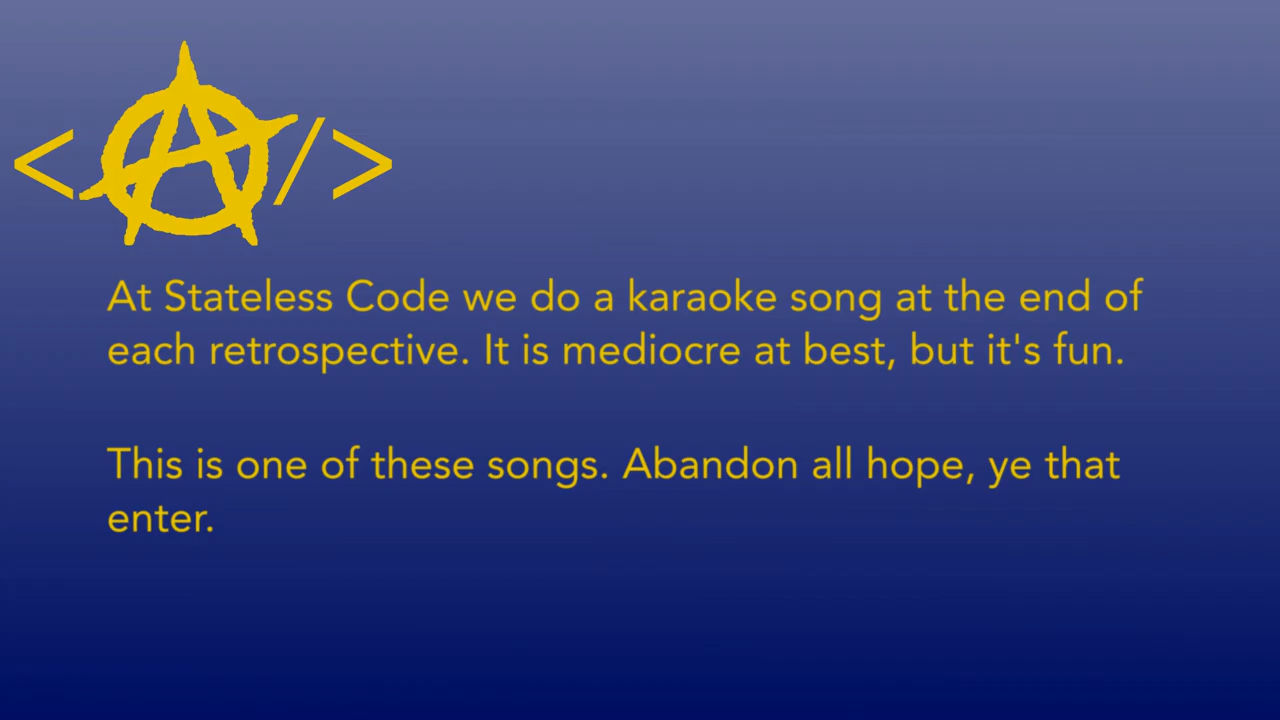 <A/>
At Stateless Code we do a karaoke song at the end of
each retrospective. It is mediocre at best, but it's fun.
This is one of these songs. Abandon all hope, ye that
enter.